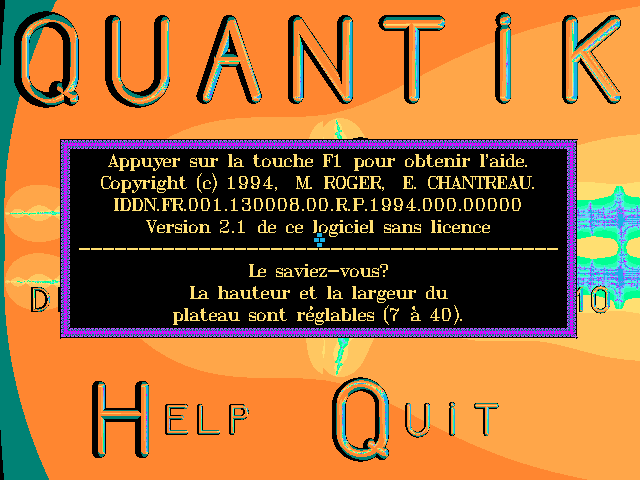 QUANTiK
Appuyer sur la touche F1 pour obtenir l'aide.
Copyright (c) 1994, M. ROGER, E. CHANTREAU.
IDDN.FR.001.130008.00.R.P.1994.000.00000
Version 2.1 de ce logiciel sans licence
Le saviez-vous?
La hauteur et la largeur du
plateau sont réglables (7 à 40).
HELP QUiT